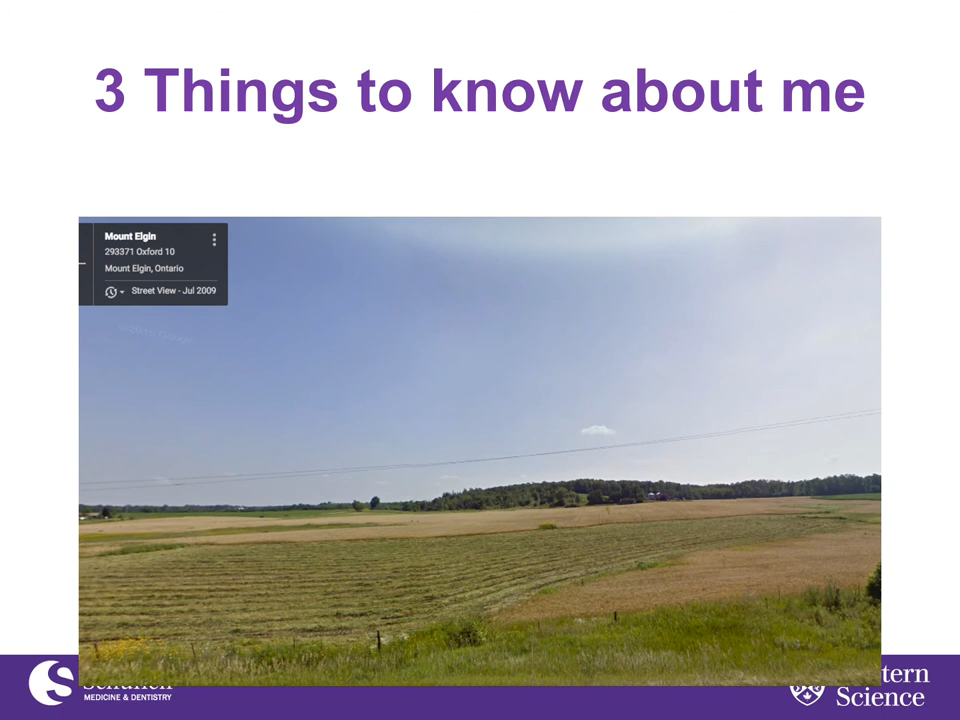 3 Things to know about me
Mount Elgin
293371 Oxford 10
Mount Elgin, Ontario
Street View - Jul 2009
MEDICINE & DENTISTRY
Science